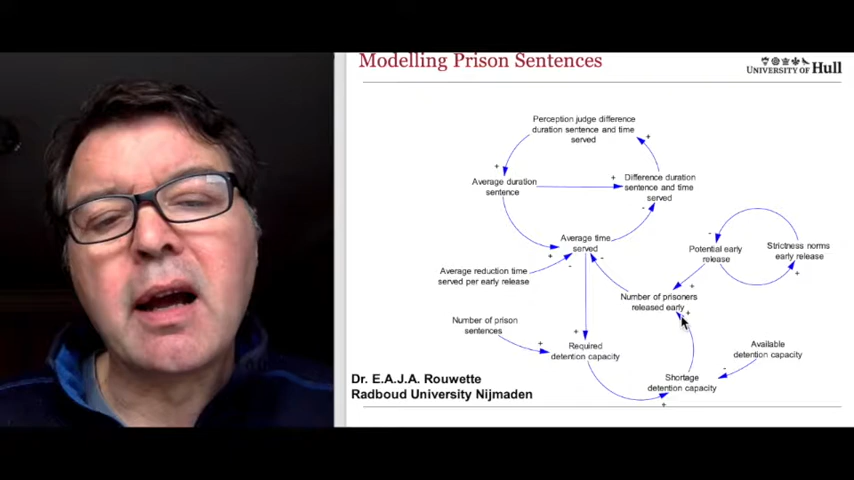 Modelling Prison Sentences
UNIVERSITY OF Hull
Perception judge difference
duration sentence and time
served
+
+
Average duration
sentence
+
Difference duration
sentence and time
served
-
Average time
served
+
-
-
Potential early
release
-
Strictness norms
early release
+
Average reduction time
served per early release
Number of prisoners
released early
+
+
Number of prison
sentences
+
+
Required
detention capacity
Available
detention capacity
-
Shortage
detention capacity
+
Dr. E.A.J.A. Rouwette
Radboud University Nijmaden